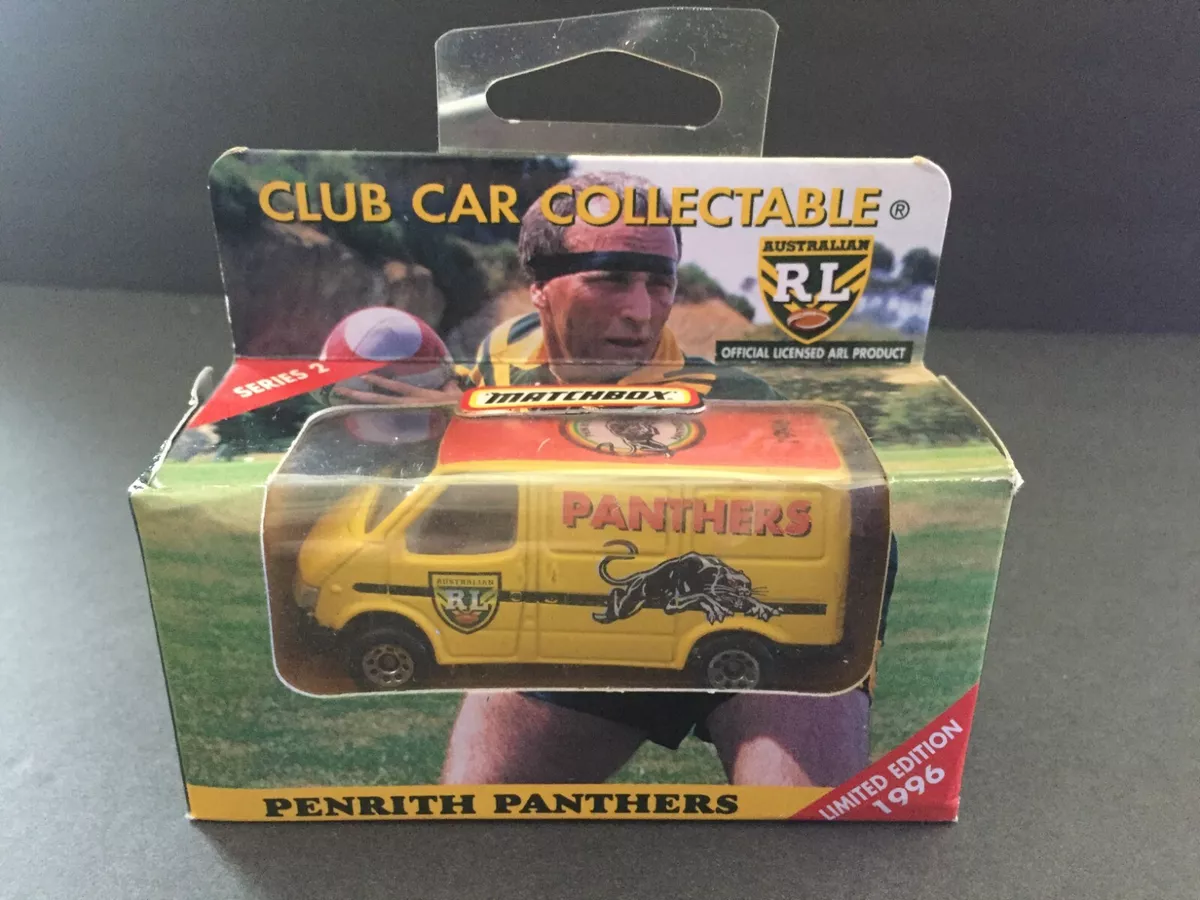 CLUB CAR COLLECTABLE ®
AUSTRALIAN
RL
OFFICIAL LICENSED ARL PRODUCT
SERIES 2
MATCHBOX
PANTHERS
AUSTRALIAN
RL
PENRITH PANTHERS
LIMITED EDITION
1996